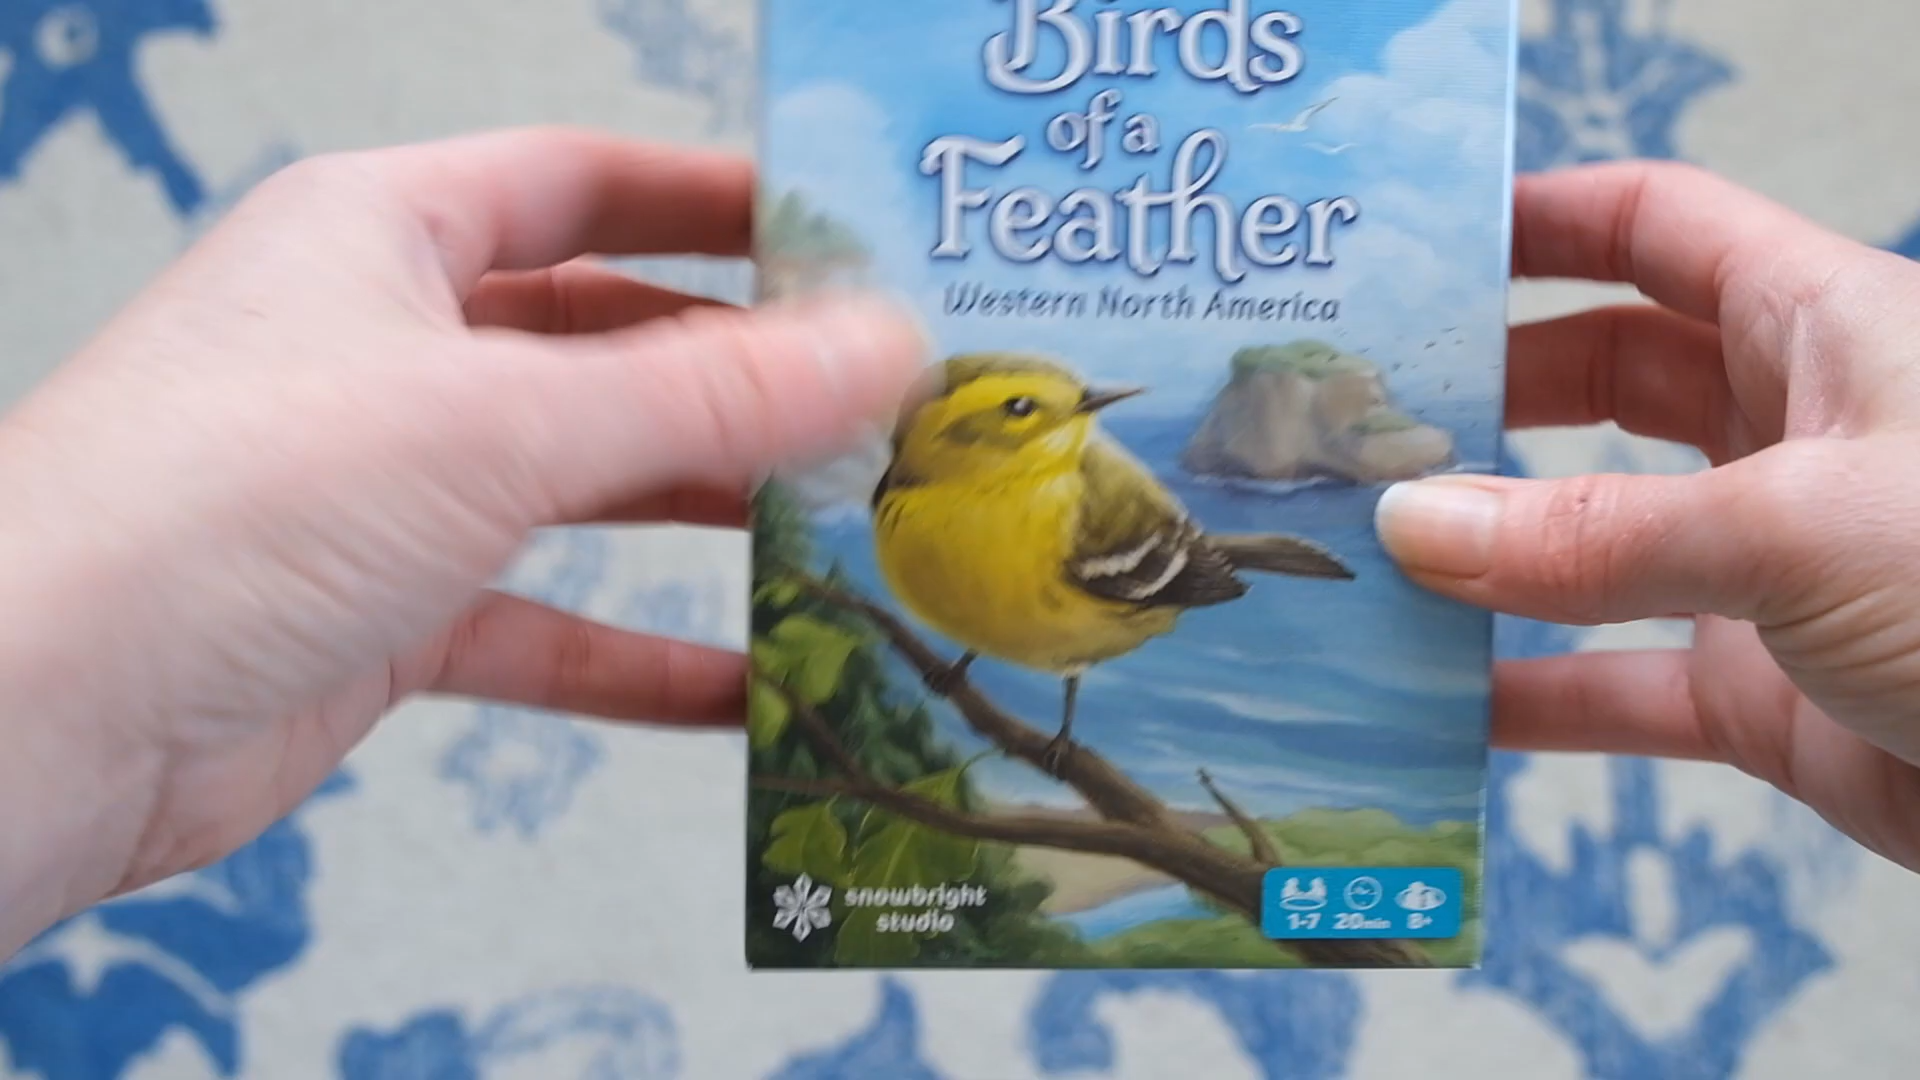 Birds
of a
Feather
Western North America
snowbright
studio
1-7 20min 8+